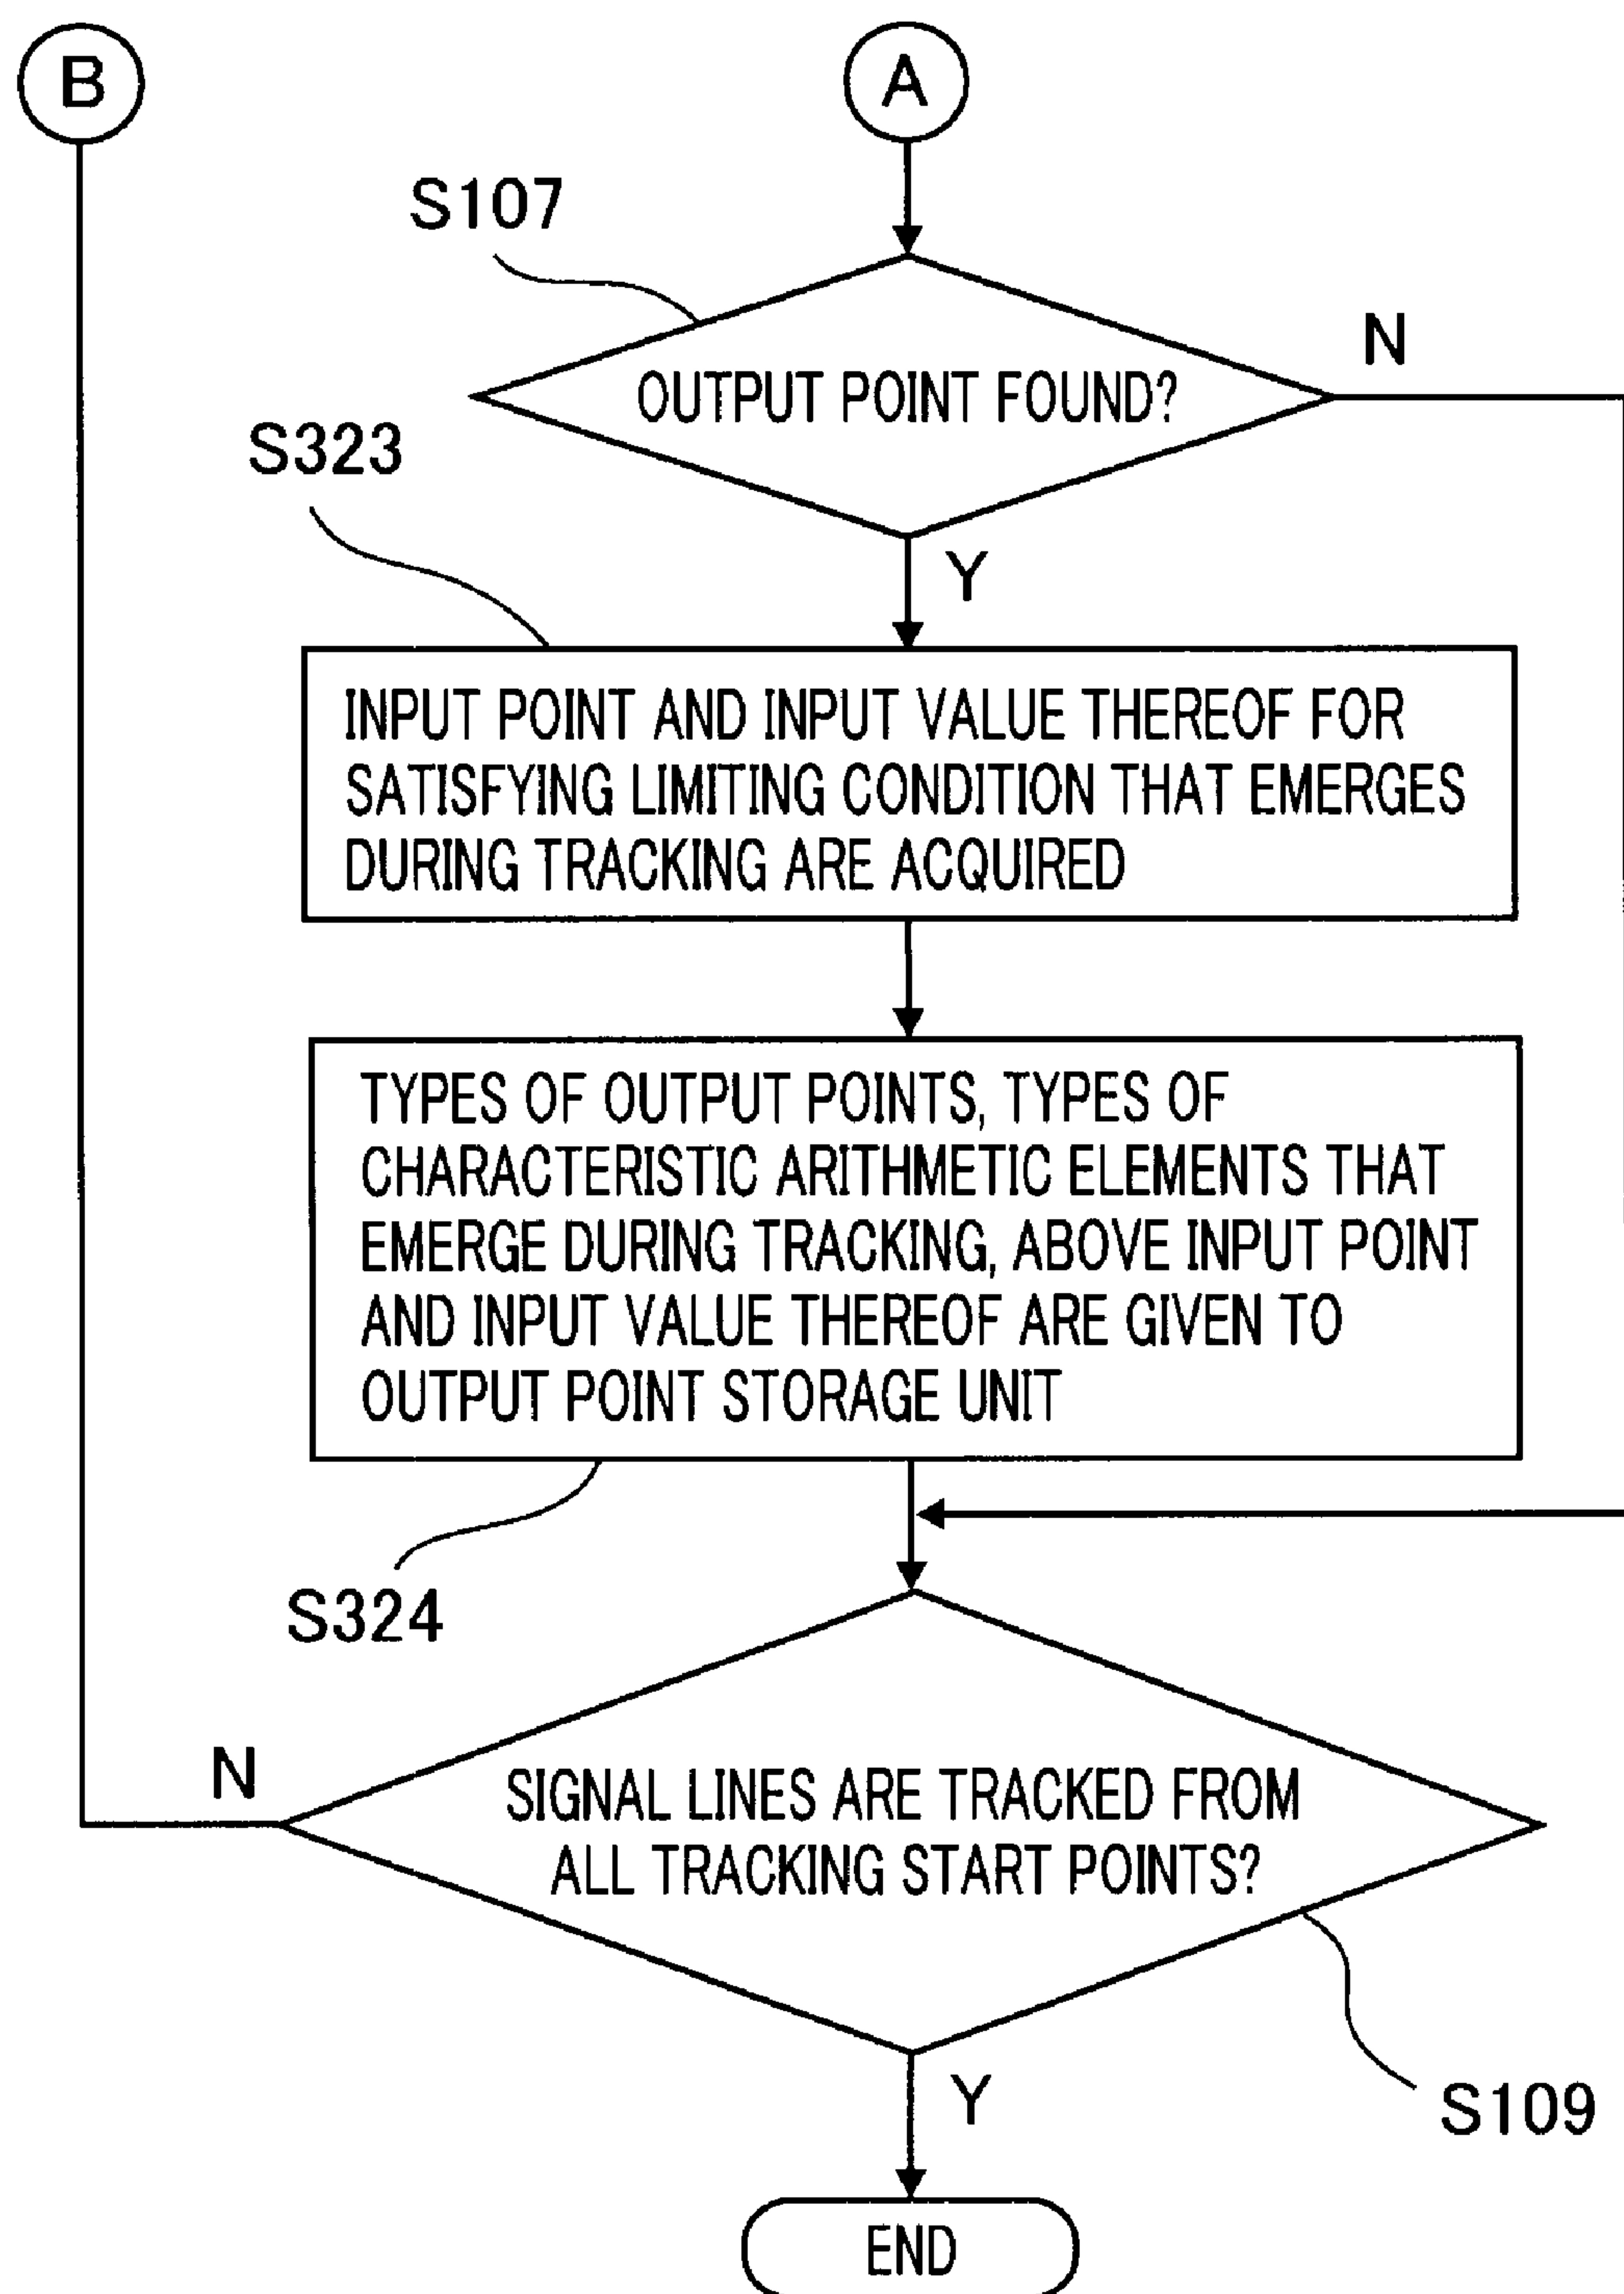 B
A
S107
N
OUTPUT POINT FOUND?
S323
Y
INPUT POINT AND INPUT VALUE THEREOF FOR
SATISFYING LIMITING CONDITION THAT EMERGES
DURING TRACKING ARE ACQUIRED
TYPES OF OUTPUT POINTS, TYPES OF
CHARACTERISTIC ARITHMETIC ELEMENTS THAT
EMERGE DURING TRACKING, ABOVE INPUT POINT
AND INPUT VALUE THEREOF ARE GIVEN TO
OUTPUT POINT STORAGE UNIT
S324
N
SIGNAL LINES ARE TRACKED FROM
ALL TRACKING START POINTS?
Y
S109
END